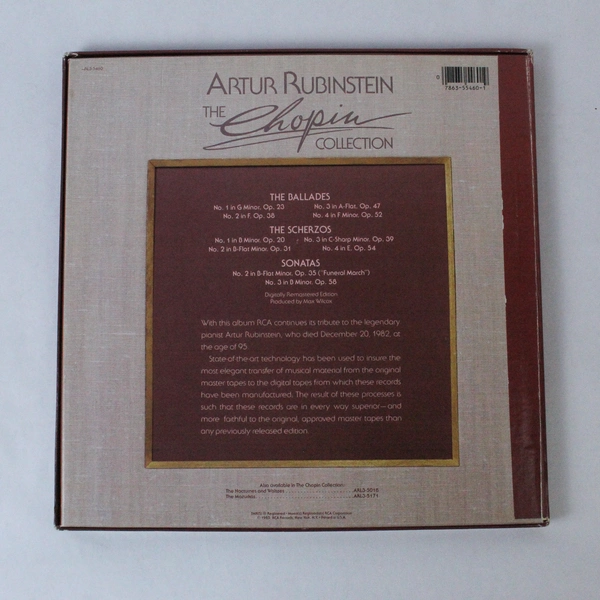 ARTUR RUBINSTEIN
THE Chopin
COLLECTION
0
7863-55460-1
THE BALLADES
No. 1 in G Minor, Op. 23 No. 3 in A-Flat, Op. 47
No. 2 in F, Op. 38 No. 4 in F Minor, Op. 52
THE SCHERZOS
No. 1 in B Minor, Op. 20 No. 3 in C-Sharp Minor, Op. 39
No. 2 in B-Flat Minor, Op. 31 No. 4 in E, Op. 54
SONATAS
No. 2 in B-Flat Minor, Op. 35 ("Funeral March")
No. 3 in B Minor, Op. 58
Digitally Remastered Edition
Produced by Max Wilcox
With this album RCA continues its tribute to the legendary
pianist Artur Rubinstein, who died December 20, 1982, at
the age of 95.
State-of-the-art technology has been used to insure the
most elegant transfer of musical material from the original
master tapes to the digital tapes from which these records
have been manufactured. The result of these processes is
such that these records are in every way superior—and
more faithful to the original, approved master tapes than
any previously released edition.
Also available in The Chopin Collection:
The Nocturnes and Waltzes
The Mazurkas ARL3-5171